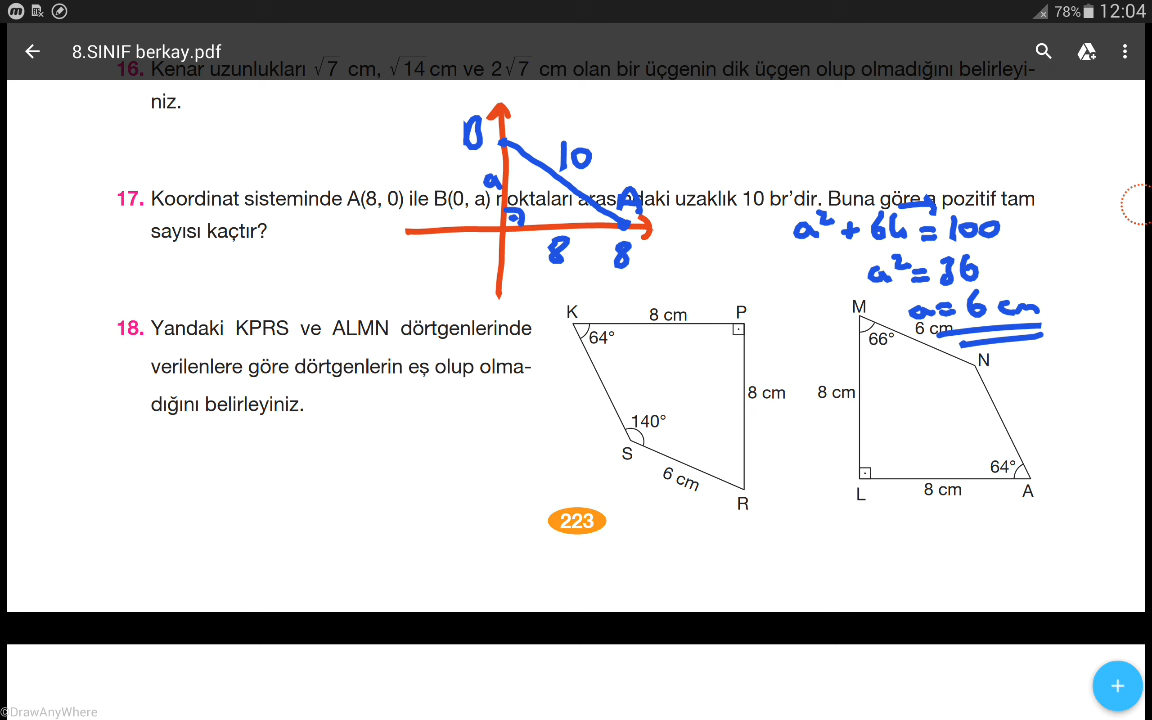 78% 12:04
8.SINIF berkay.pdf
16. Kenar uzunlukları √7 cm, √14 cm ve 2√7 cm olan bir üçgenin dik üçgen olup olmadığını belirleyi-
niz.
B
10
a
A
17. Koordinat sisteminde A(8, 0) ile B(0, a) noktaları arasındaki uzaklık 10 br'dir. Buna göre a pozitif tam
sayısı kaçtır?
8
8
a² + 64 = 100
a² = 36
a = 6 cm
18. Yandaki KPRS ve ALMN dörtgenlerinde
verilenlere göre dörtgenlerin eş olup olma-
dığını belirleyiniz.
K
8 cm
P
64°
8 cm
140°
S
6 cm
R
M
6 cm
66°
N
8 cm
64°
L
8 cm
A
223
©DrawAnyWhere